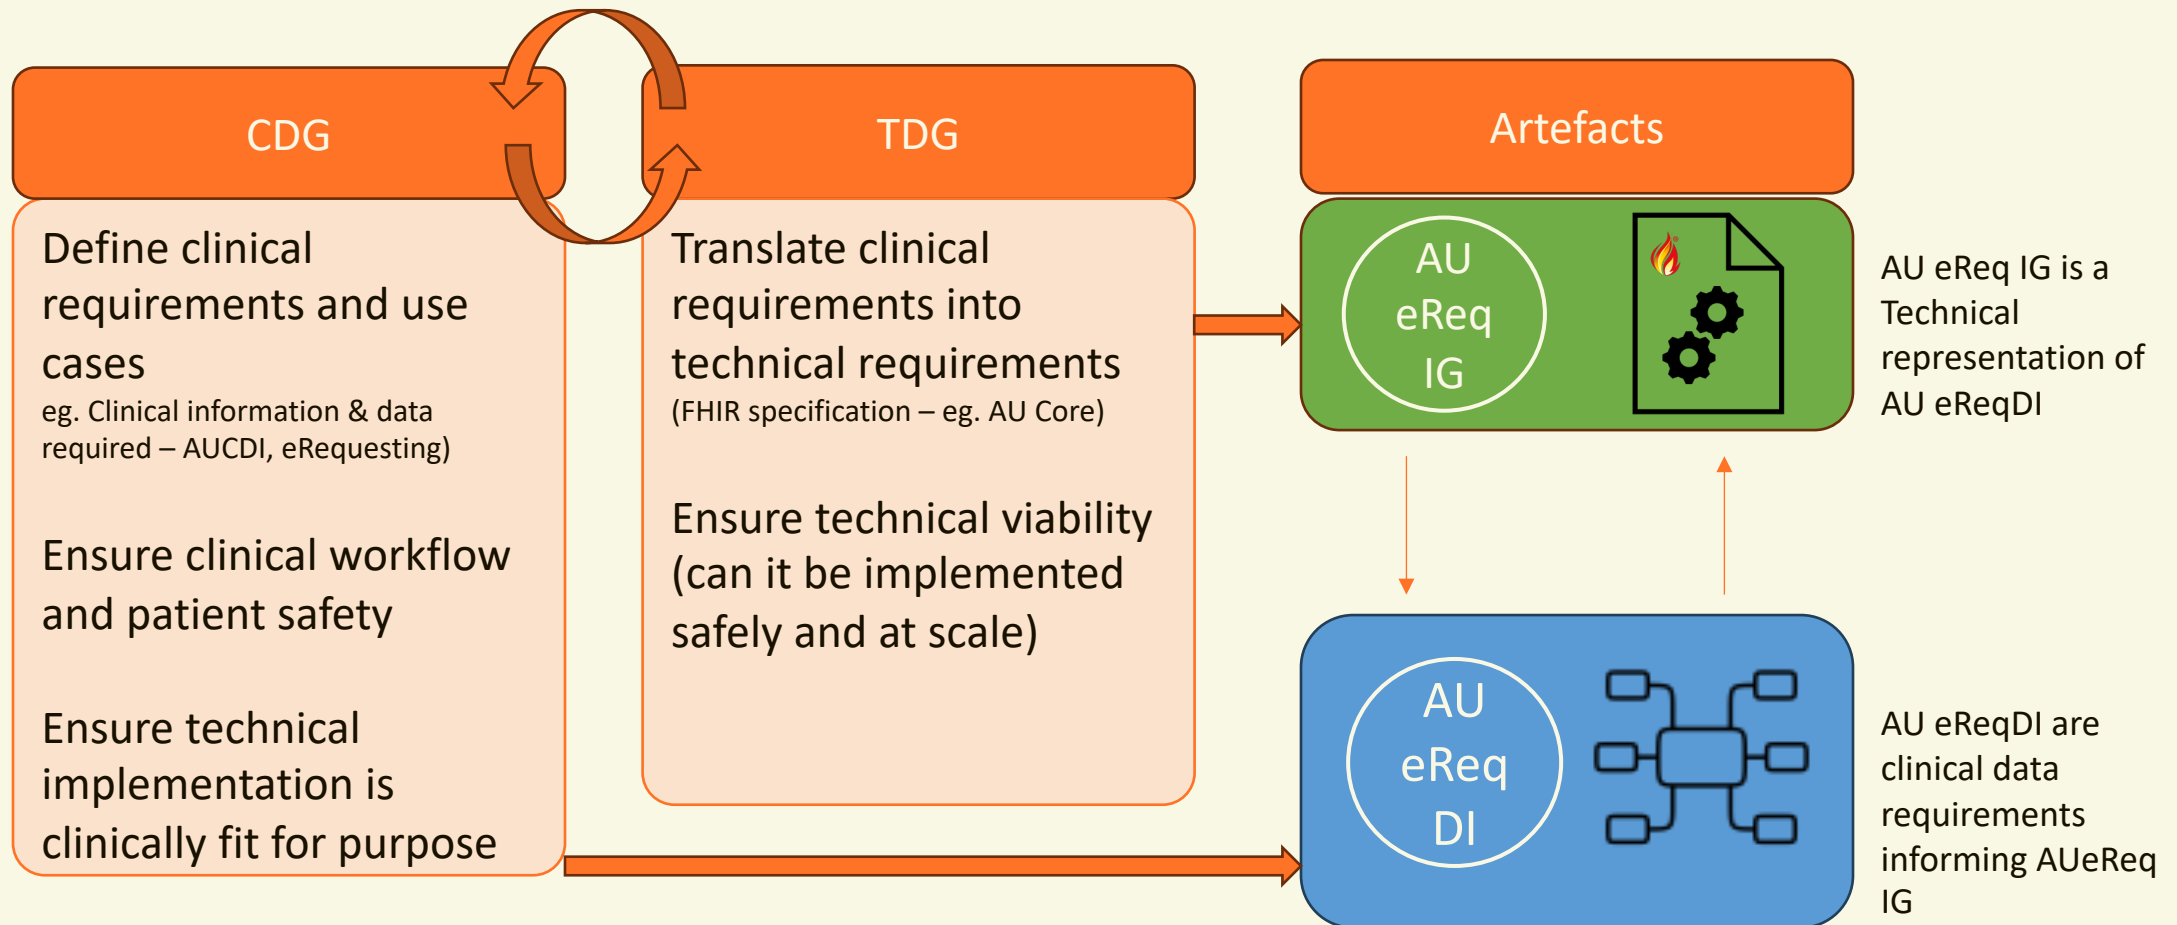 CDG
Define clinical
requirements and use
cases
eg. Clinical information & data
required – AUCDI, eRequesting)
Ensure clinical workflow
and patient safety
Ensure technical
implementation is
clinically fit for purpose
TDG
Translate clinical
requirements into
technical requirements
(FHIR specification – eg. AU Core)
Ensure technical viability
(can it be implemented
safely and at scale)
Artefacts
AU
eReq
IG
AU eReq IG is a
Technical
representation of
AU eReqDI
AU
eReq
DI
AU eReqDI are
clinical data
requirements
informing AUeReq
IG